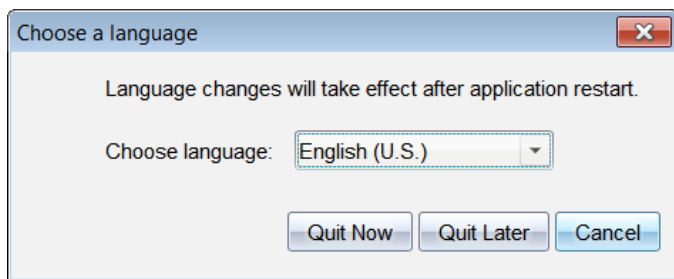 Choose a language
Language changes will take effect after application restart.
Choose language: English (U.S.)
Quit Now Quit Later Cancel